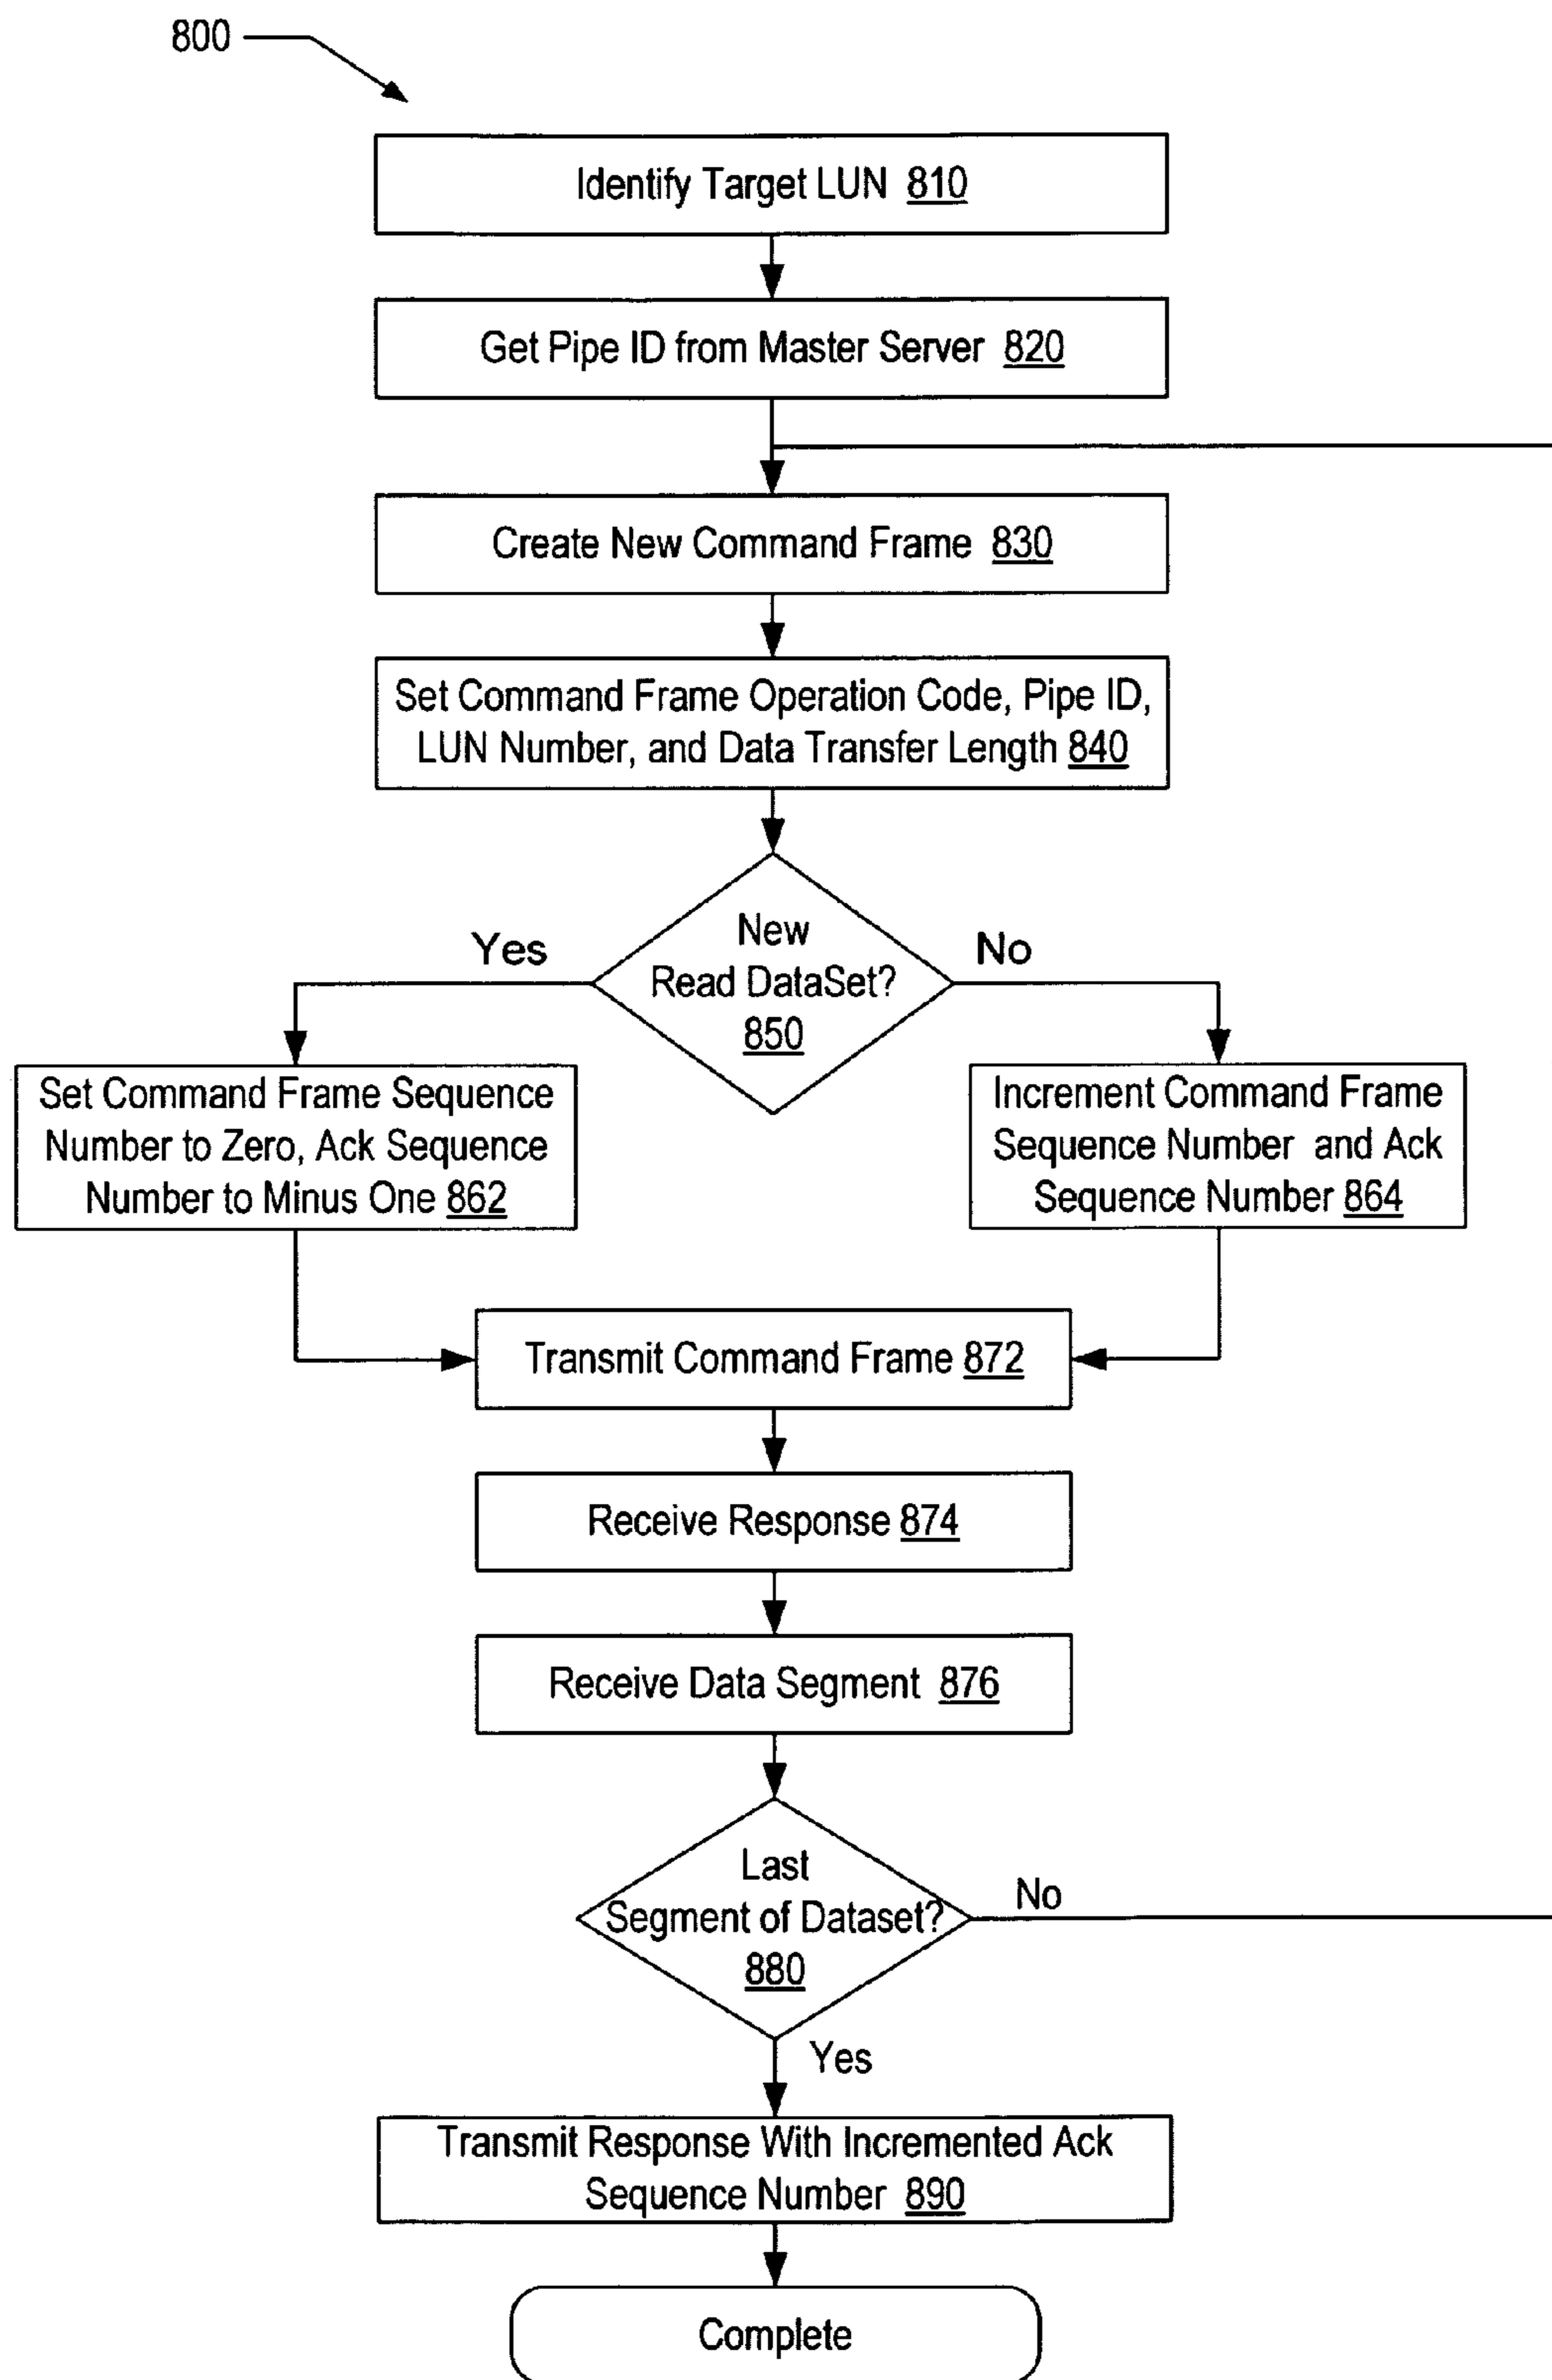 800
Identify Target LUN 810
Get Pipe ID from Master Server 820
Create New Command Frame 830
Set Command Frame Operation Code, Pipe ID,
LUN Number, and Data Transfer Length 840
New
Read DataSet?
850
Yes
No
Set Command Frame Sequence
Number to Zero, Ack Sequence
Number to Minus One 862
Increment Command Frame
Sequence Number and Ack
Sequence Number 864
Transmit Command Frame 872
Receive Response 874
Receive Data Segment 876
Last
Segment of Dataset?
880
No
Yes
Transmit Response With Incremented Ack
Sequence Number 890
Complete